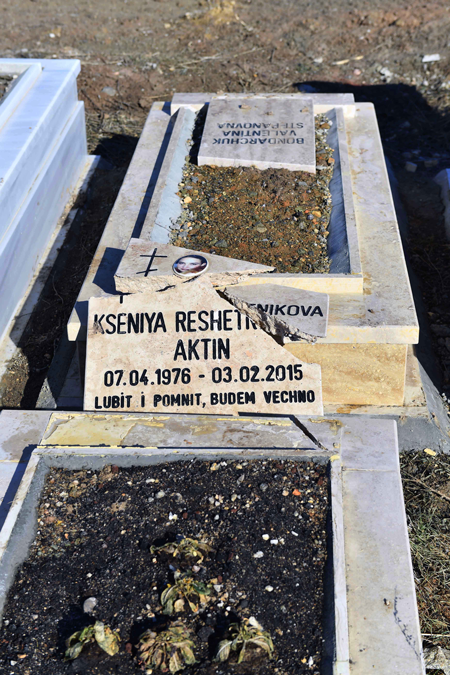 BONDARCHUK
VALENTINA
STEPANOVNA
KSENIYA RESHETNIKOVA
AKTIN
07.04.1976 - 03.02.2015
LUBIT İ POMNIT, BUDEM VECHNO